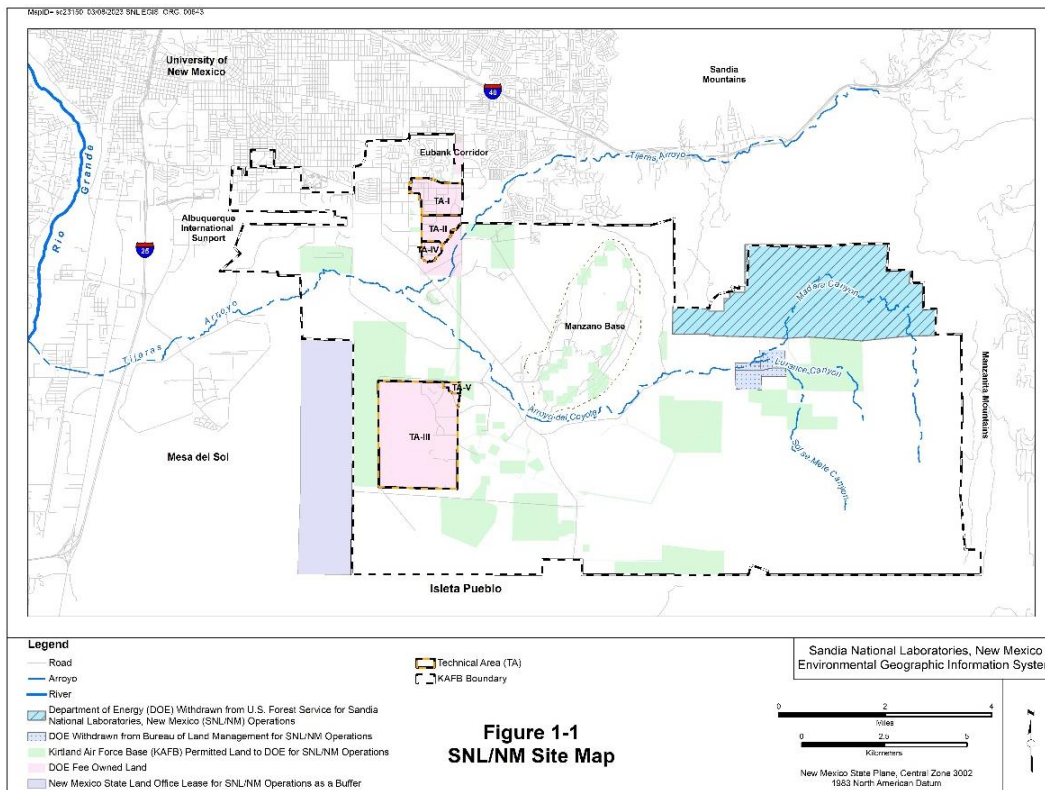 MapID= sc23150 03/08/2023 SNL EGIS ORG. 00643
University of
New Mexico
40
Sandia
Mountains
Eubank Corridor
Tijeras Arroyo
Rio Grande
TA-I
Albuquerque
International
Sunport
TA-II
TA-IV
25
Madera Canyon
Manzano Base
Tijeras Arroyo
Lurance Canyon
Manzanita Mountains
TA-V
Arroyo del Coyote
TA-III
Mesa del Sol
Sol se Mete Canyon
Isleta Pueblo
Legend
Road
Arroyo
River
Department of Energy (DOE) Withdrawn from U.S. Forest Service for Sandia
National Laboratories, New Mexico (SNL/NM) Operations
DOE Withdrawn from Bureau of Land Management for SNL/NM Operations
Kirtland Air Force Base (KAFB) Permitted Land to DOE for SNL/NM Operations
DOE Fee Owned Land
New Mexico State Land Office Lease for SNL/NM Operations as a Buffer
Technical Area (TA)
KAFB Boundary
Figure 1-1
SNL/NM Site Map
Sandia National Laboratories, New Mexico
Environmental Geographic Information System
0 2 4
Miles
0 2.5 5
Kilometers
New Mexico State Plane, Central Zone 3002
1983 North American Datum